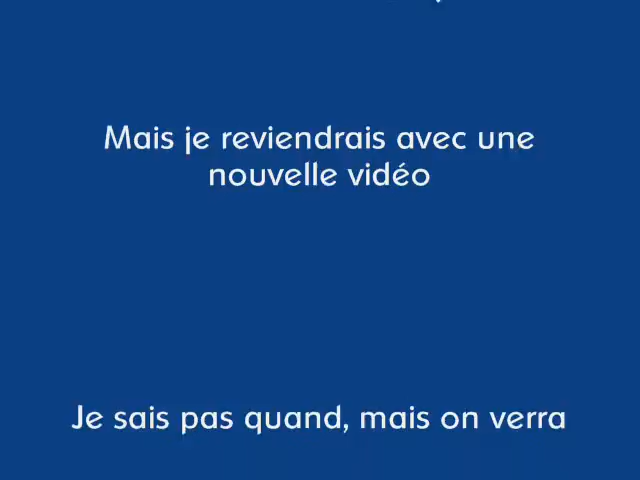 Mais je reviendrais avec une
nouvelle vidéo
Je sais pas quand, mais on verra